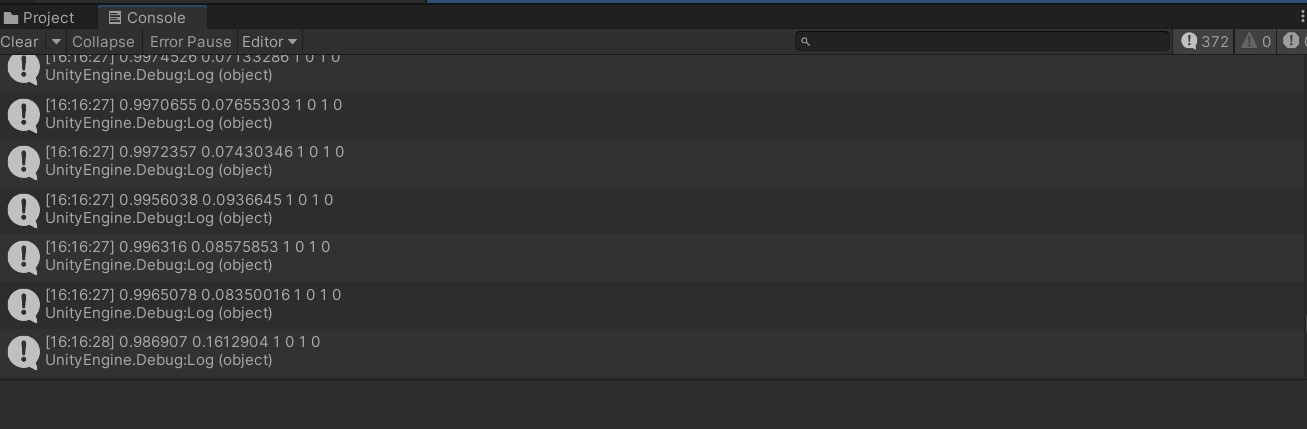 Project
Console
Clear
Collapse
Error Pause
Editor
372
0
[16:16:27] 0.9974526 0.07133286 1 0 1 0
UnityEngine.Debug:Log (object)
[16:16:27] 0.9970655 0.07655303 1 0 1 0
UnityEngine.Debug:Log (object)
[16:16:27] 0.9972357 0.07430346 1 0 1 0
UnityEngine.Debug:Log (object)
[16:16:27] 0.9956038 0.0936645 1 0 1 0
UnityEngine.Debug:Log (object)
[16:16:27] 0.996316 0.08575853 1 0 1 0
UnityEngine.Debug:Log (object)
[16:16:27] 0.9965078 0.08350016 1 0 1 0
UnityEngine.Debug:Log (object)
[16:16:28] 0.986907 0.1612904 1 0 1 0
UnityEngine.Debug:Log (object)